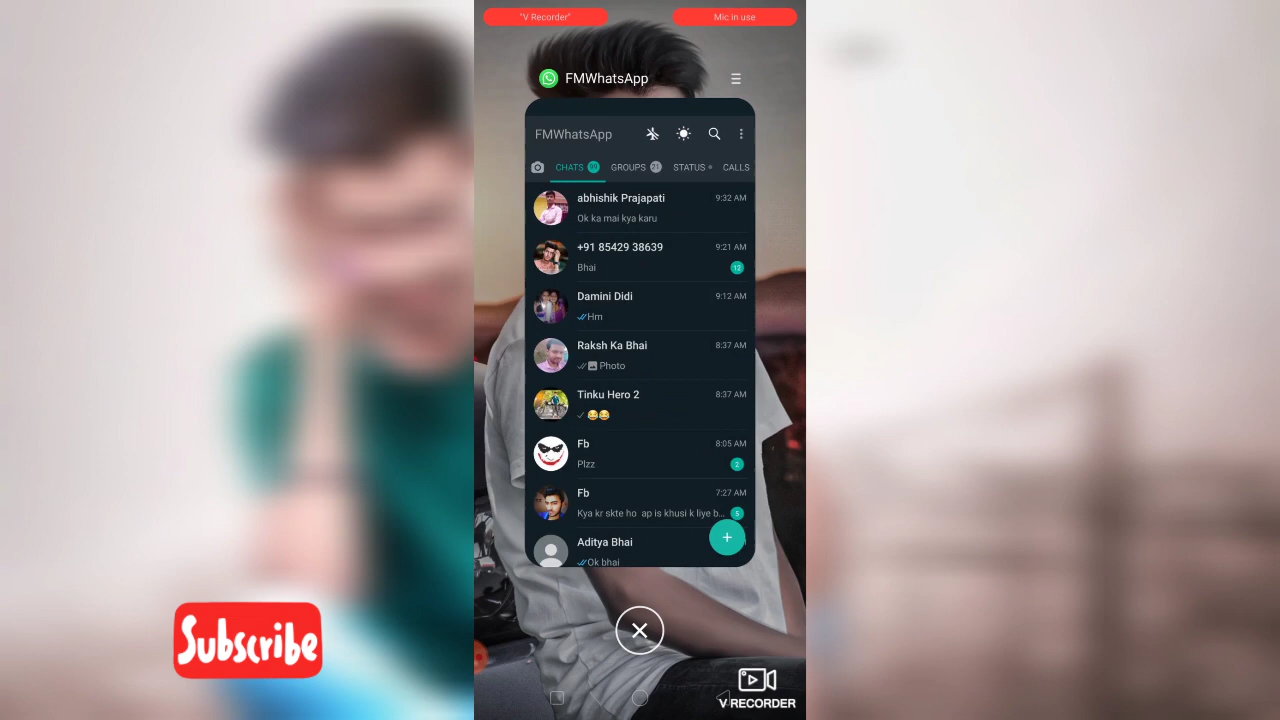 "V Recorder"
Mic in use
FMWhatsApp
FMWhatsApp
CHATS 99 GROUPS 21 STATUS CALLS
abhishik Prajapati 9:32 AM
Ok ka mai kya karu
+91 85429 38639 9:21 AM
Bhai 12
Damini Didi 9:12 AM
Hm
Raksh Ka Bhai 8:37 AM
Photo
Tinku Hero 2 8:37 AM
😂😂
Fb 8:05 AM
Plzz 2
Fb 7:27 AM
Kya kr skte ho ap is khusi k liye b... 5
Aditya Bhai
Ok bhai
+
Subscribe
V RECORDER